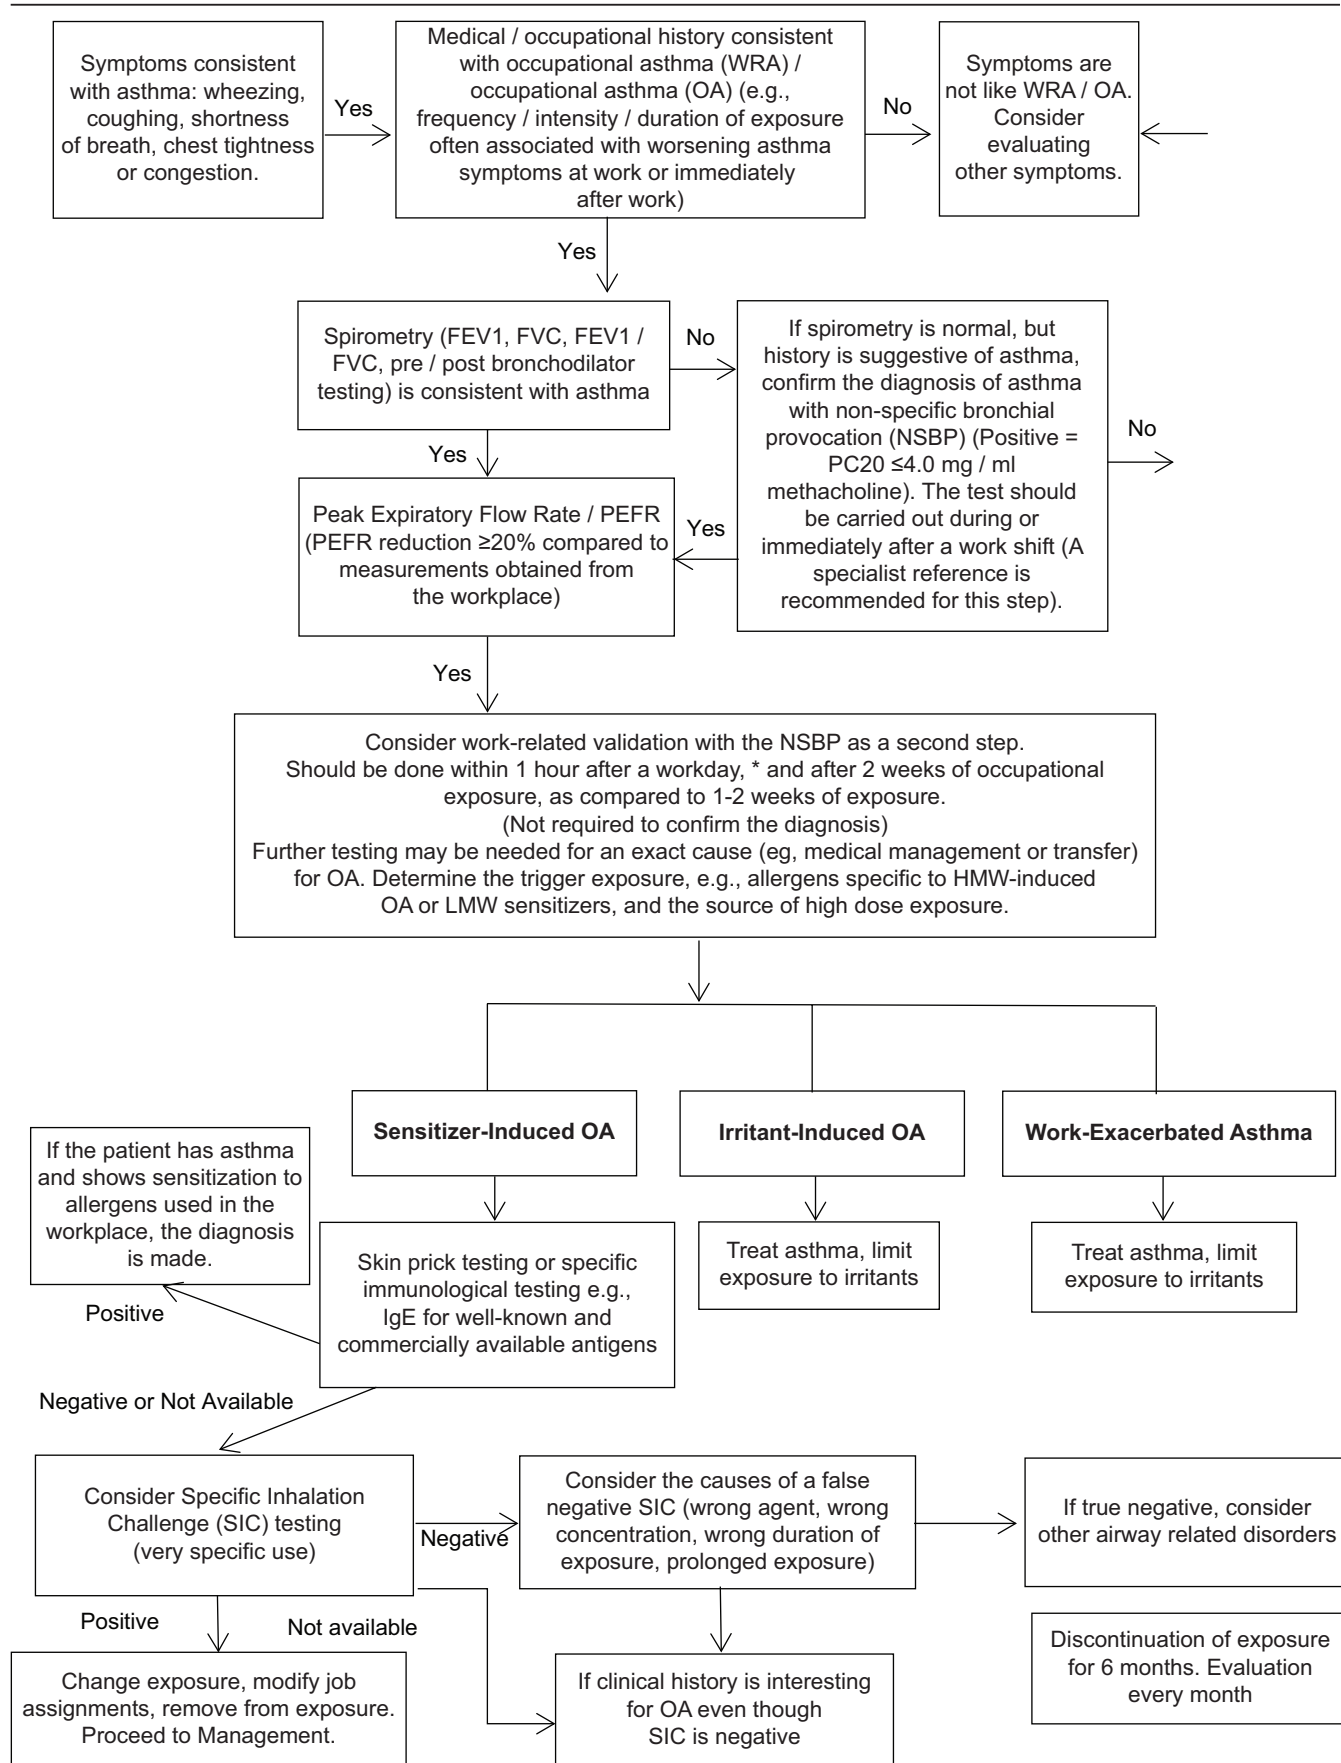 Symptoms consistent
with asthma: wheezing,
coughing, shortness
of breath, chest tightness
or congestion.
Yes
Medical / occupational history consistent
with occupational asthma (WRA) /
occupational asthma (OA) (e.g.,
frequency / intensity / duration of exposure
often associated with worsening asthma
symptoms at work or immediately
after work)
No
Symptoms are
not like WRA / OA.
Consider
evaluating
other symptoms.
Yes
Spirometry (FEV1, FVC, FEV1 /
FVC, pre / post bronchodilator
testing) is consistent with asthma
No
If spirometry is normal, but
history is suggestive of asthma,
confirm the diagnosis of asthma
with non-specific bronchial
provocation (NSBP) (Positive =
PC20 ≤4.0 mg / ml
methacholine). The test should
be carried out during or
immediately after a work shift (A
specialist reference is
recommended for this step).
No
Yes
Peak Expiratory Flow Rate / PEFR
(PEFR reduction ≥20% compared to
measurements obtained from
the workplace)
Yes
Yes
Consider work-related validation with the NSBP as a second step.
Should be done within 1 hour after a workday, * and after 2 weeks of occupational
exposure, as compared to 1-2 weeks of exposure.
(Not required to confirm the diagnosis)
Further testing may be needed for an exact cause (eg, medical management or transfer)
for OA. Determine the trigger exposure, e.g., allergens specific to HMW-induced
OA or LMW sensitizers, and the source of high dose exposure.
Sensitizer-Induced OA
Irritant-Induced OA
Work-Exacerbated Asthma
If the patient has asthma
and shows sensitization to
allergens used in the
workplace, the diagnosis
is made.
Positive
Skin prick testing or specific
immunological testing e.g.,
IgE for well-known and
commercially available antigens
Treat asthma, limit
exposure to irritants
Treat asthma, limit
exposure to irritants
Negative or Not Available
Consider Specific Inhalation
Challenge (SIC) testing
(very specific use)
Negative
Consider the causes of a false
negative SIC (wrong agent, wrong
concentration, wrong duration of
exposure, prolonged exposure)
If true negative, consider
other airway related disorders
Positive
Not available
Change exposure, modify job
assignments, remove from exposure.
Proceed to Management.
If clinical history is interesting
for OA even though
SIC is negative
Discontinuation of exposure
for 6 months. Evaluation
every month